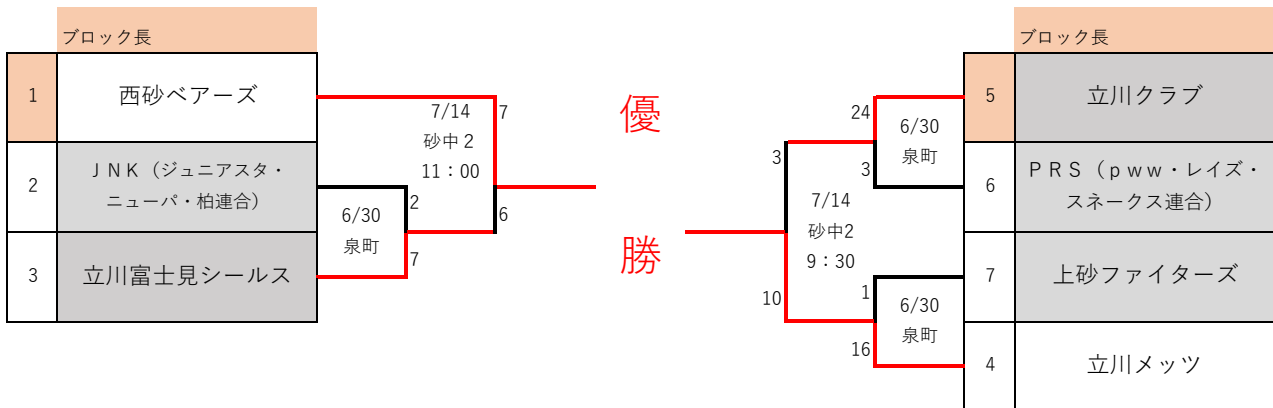 ブロック長
1
西砂ベアーズ
2
ＪＮＫ（ジュニアスタ・
ニューパ・柏連合）
3
立川富士見シールス
6/30
泉町
2
7
7/14
砂中２
11：00
7
6
優
勝
3
10
7/14
砂中2
9：30
24
3
6/30
泉町
1
16
6/30
泉町
ブロック長
5
立川クラブ
6
ＰＲＳ（ｐｗｗ・レイズ・
スネークス連合）
7
上砂ファイターズ
4
立川メッツ